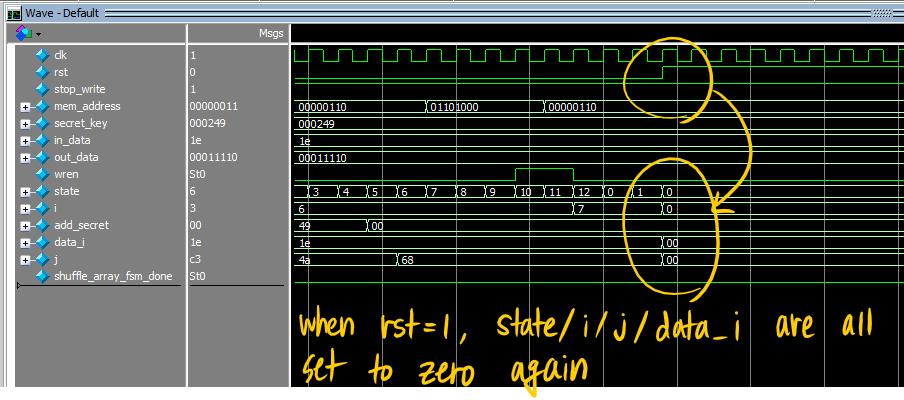 Wave - Default
Msgs
clk 1
rst 0
stop_write 1
mem_address 00000011 00000110 01101000 00000110
secret_key 000249 000249
in_data 1e 1e
out_data 00011110 00011110
wren St0
state 6 3 4 5 6 7 8 9 10 11 12 0 1 0
i 3 6 7 0
add_secret 00 49 00
data_i 1e 1e 00
j c3 4a 68 00
shuffle_array_fsm_done St0
when rst=1, state/i/j/data_i are all
set to zero again